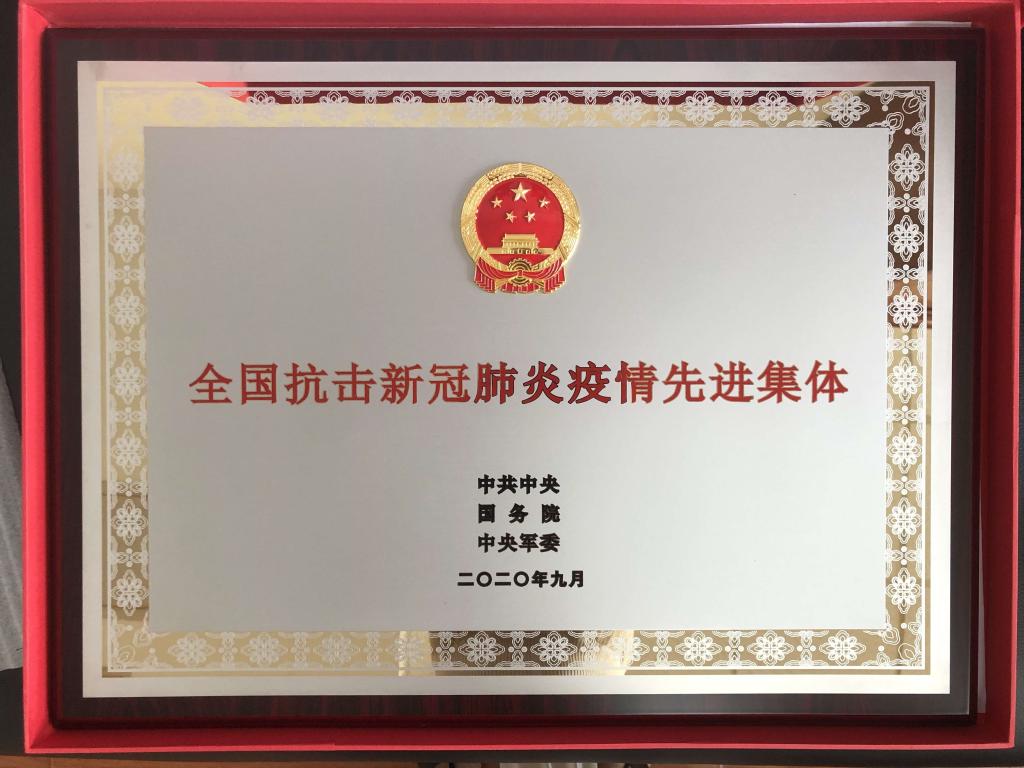 全国抗击新冠肺炎疫情先进集体
中共中央
国务院
中央军委
二〇二〇年九月